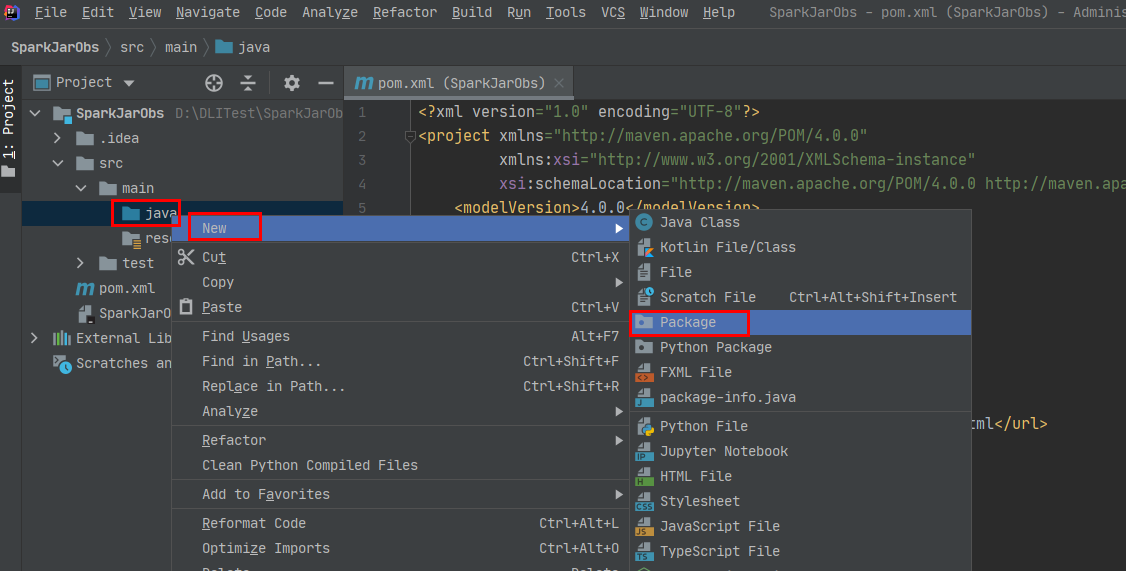 File Edit View Navigate Code Analyze Refactor Build Run Tools VCS Window Help SparkJarObs - pom.xml (SparkJarObs) - Adminis
SparkJarObs src main java
1: Project
Project
pom.xml (SparkJarObs)
SparkJarObs D:\DLITest\SparkJarOb
.idea
src
main
java
reso
test
pom.xml
SparkJarO
External Lib
Scratches an
1 <?xml version="1.0" encoding="UTF-8"?>
2 <project xmlns="http://maven.apache.org/POM/4.0.0"
3 xmlns:xsi="http://www.w3.org/2001/XMLSchema-instance"
4 xsi:schemaLocation="http://maven.apache.org/POM/4.0.0 http://maven.apa
5 <modelVersion>4.0.0</modelVersion>
tml</url>
New
Cut Ctrl+X
Copy
Paste Ctrl+V
Find Usages Alt+F7
Find in Path... Ctrl+Shift+F
Replace in Path... Ctrl+Shift+R
Analyze
Refactor
Clean Python Compiled Files
Add to Favorites
Reformat Code Ctrl+Alt+L
Optimize Imports Ctrl+Alt+O
Java Class
Kotlin File/Class
File
Scratch File Ctrl+Alt+Shift+Insert
Package
Python Package
FXML File
package-info.java
Python File
Jupyter Notebook
HTML File
Stylesheet
JavaScript File
TypeScript File